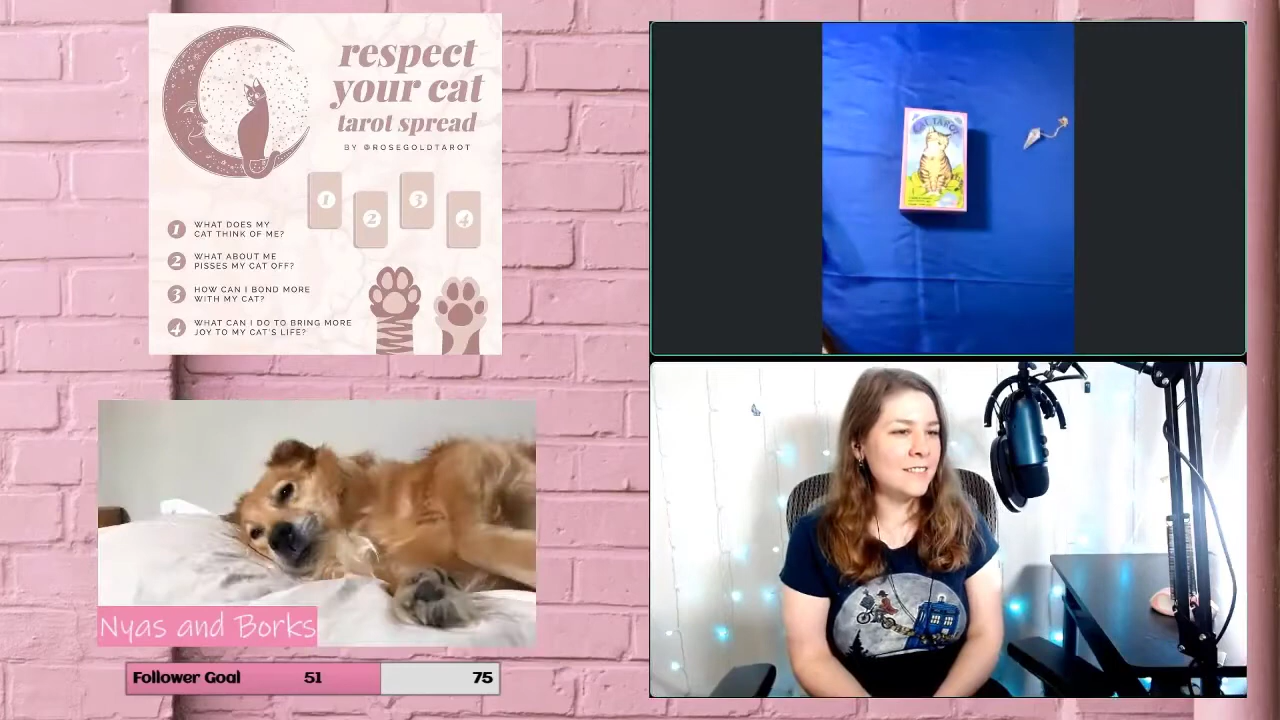 respect
your cat
tarot spread
BY @ROSEGOLDTAROT
1
2
3
4
1 WHAT DOES MY
CAT THINK OF ME?
2 WHAT ABOUT ME
PISSES MY CAT OFF?
3 HOW CAN I BOND MORE
WITH MY CAT?
4 WHAT CAN I DO TO BRING MORE
JOY TO MY CAT'S LIFE?
CAT TAROT
Nyas and Borks
Follower Goal 51 75